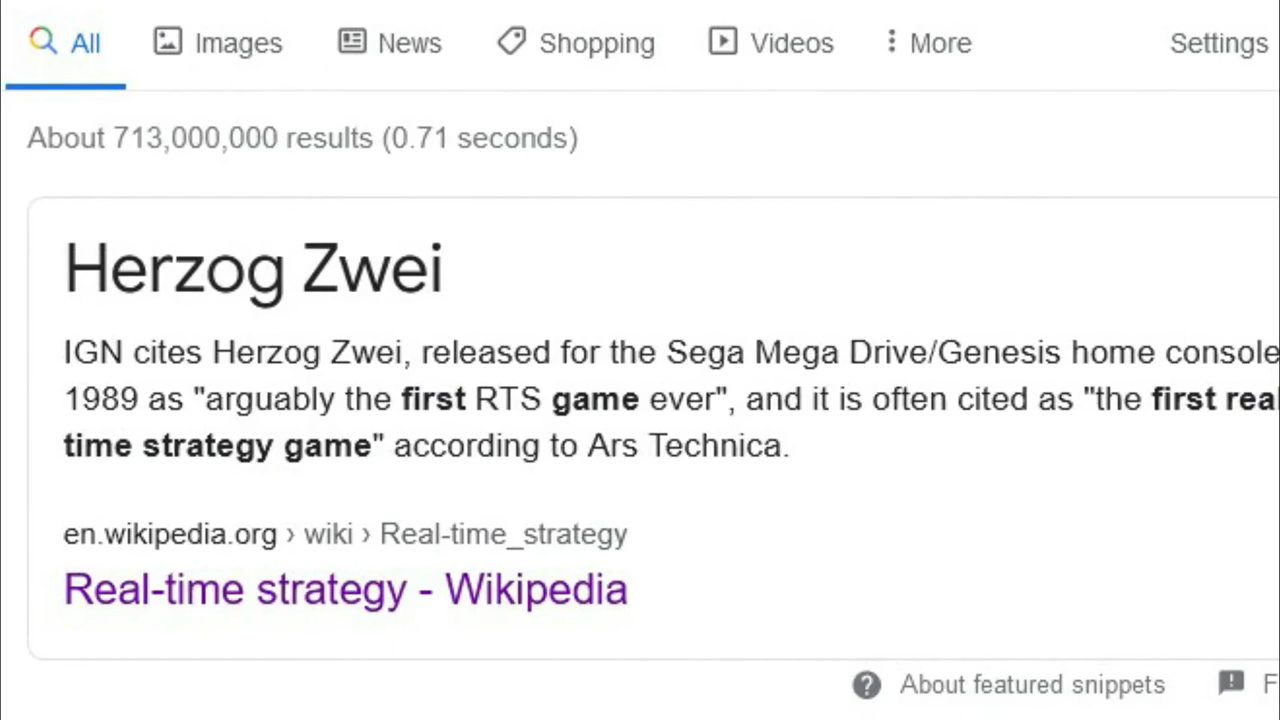 All Images News Shopping Videos More Settings
About 713,000,000 results (0.71 seconds)
Herzog Zwei
IGN cites Herzog Zwei, released for the Sega Mega Drive/Genesis home console
1989 as "arguably the first RTS game ever", and it is often cited as "the first real
time strategy game" according to Ars Technica.
en.wikipedia.org › wiki › Real-time_strategy
Real-time strategy - Wikipedia
About featured snippets